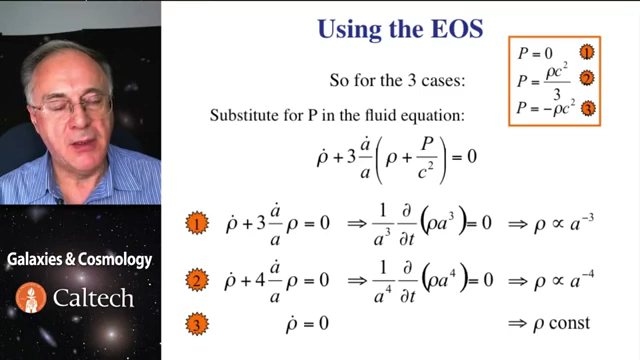 Using the EOS
P = 0 1
P = ρc²/3 2
P = −ρc² 3
So for the 3 cases:
Substitute for P in the fluid equation:
ρ̇ + 3 ȧ/a (ρ + P/c²) = 0
1 ρ̇ + 3 ȧ/a ρ = 0 ⇒ 1/a³ ∂/∂t (ρa³) = 0 ⇒ ρ ∝ a⁻³
2 ρ̇ + 4 ȧ/a ρ = 0 ⇒ 1/a⁴ ∂/∂t (ρa⁴) = 0 ⇒ ρ ∝ a⁻⁴
3 ρ̇ = 0 ⇒ ρ const
Galaxies & Cosmology
Caltech